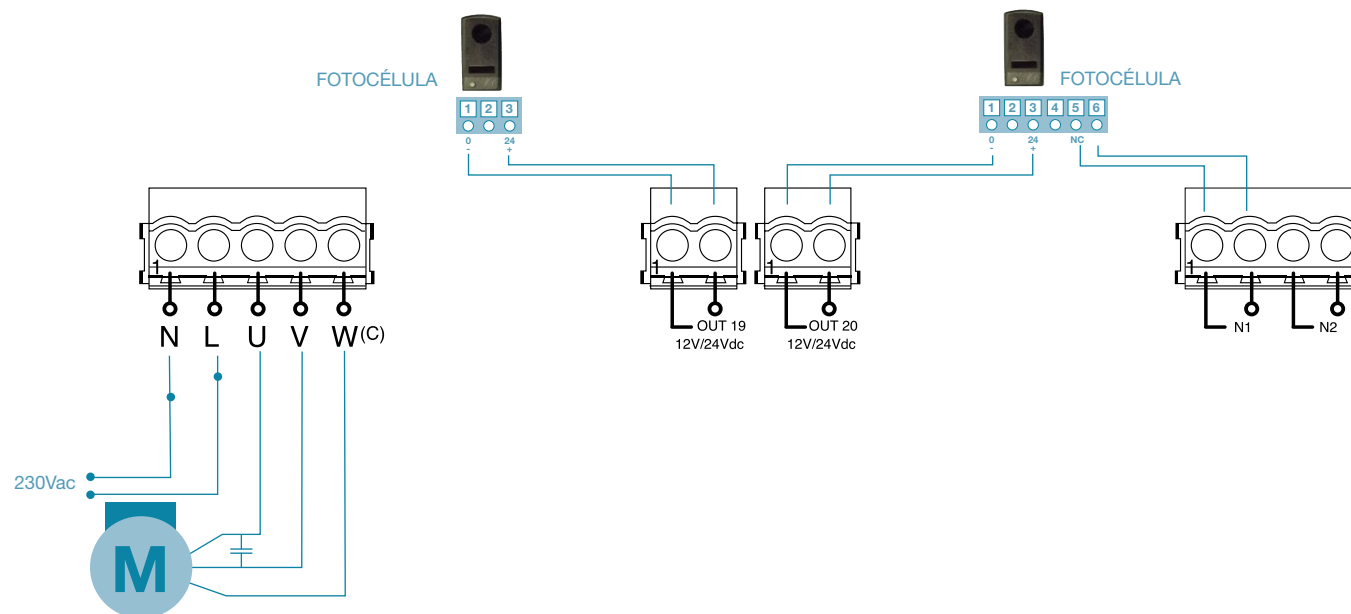 FOTOCÉLULA
1 2 3
0 24
- +
FOTOCÉLULA
1 2 3 4 5 6
0 24 NC
- +
1
N L U V W(C)
1
OUT 19
12V/24Vdc
1
OUT 20
12V/24Vdc
1
N1 N2
230Vac
M